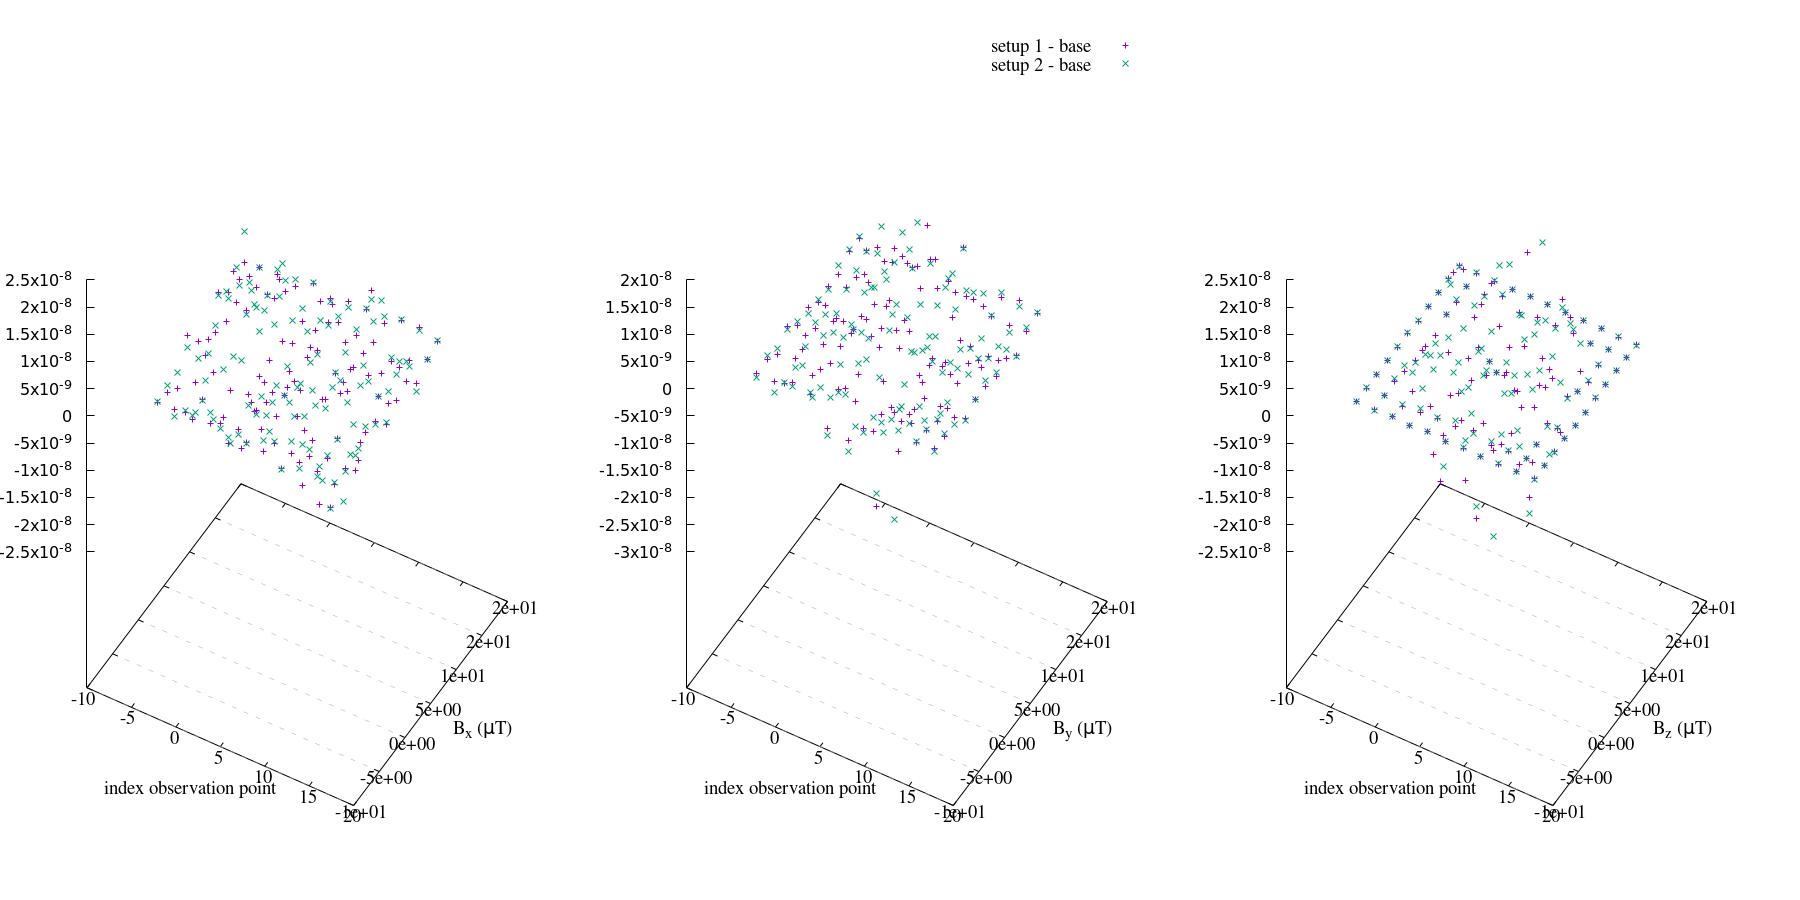 setup 1 - base
setup 2 - base
2.5x10⁻⁸
2x10⁻⁸
1.5x10⁻⁸
1x10⁻⁸
5x10⁻⁹
0
-5x10⁻⁹
-1x10⁻⁸
-1.5x10⁻⁸
-2x10⁻⁸
-2.5x10⁻⁸
-10
-5
0
5
10
15
20
index observation point
2e+01
2e+01
1e+01
5e+00
0e+00
-5e+00
-1e+01
Bx (μT)
2x10⁻⁸
1.5x10⁻⁸
1x10⁻⁸
5x10⁻⁹
0
-5x10⁻⁹
-1x10⁻⁸
-1.5x10⁻⁸
-2x10⁻⁸
-2.5x10⁻⁸
-3x10⁻⁸
-10
-5
0
5
10
15
20
index observation point
2e+01
2e+01
1e+01
5e+00
0e+00
-5e+00
-1e+01
By (μT)
2.5x10⁻⁸
2x10⁻⁸
1.5x10⁻⁸
1x10⁻⁸
5x10⁻⁹
0
-5x10⁻⁹
-1x10⁻⁸
-1.5x10⁻⁸
-2x10⁻⁸
-2.5x10⁻⁸
-10
-5
0
5
10
15
20
index observation point
2e+01
2e+01
1e+01
5e+00
0e+00
-5e+00
-1e+01
Bz (μT)